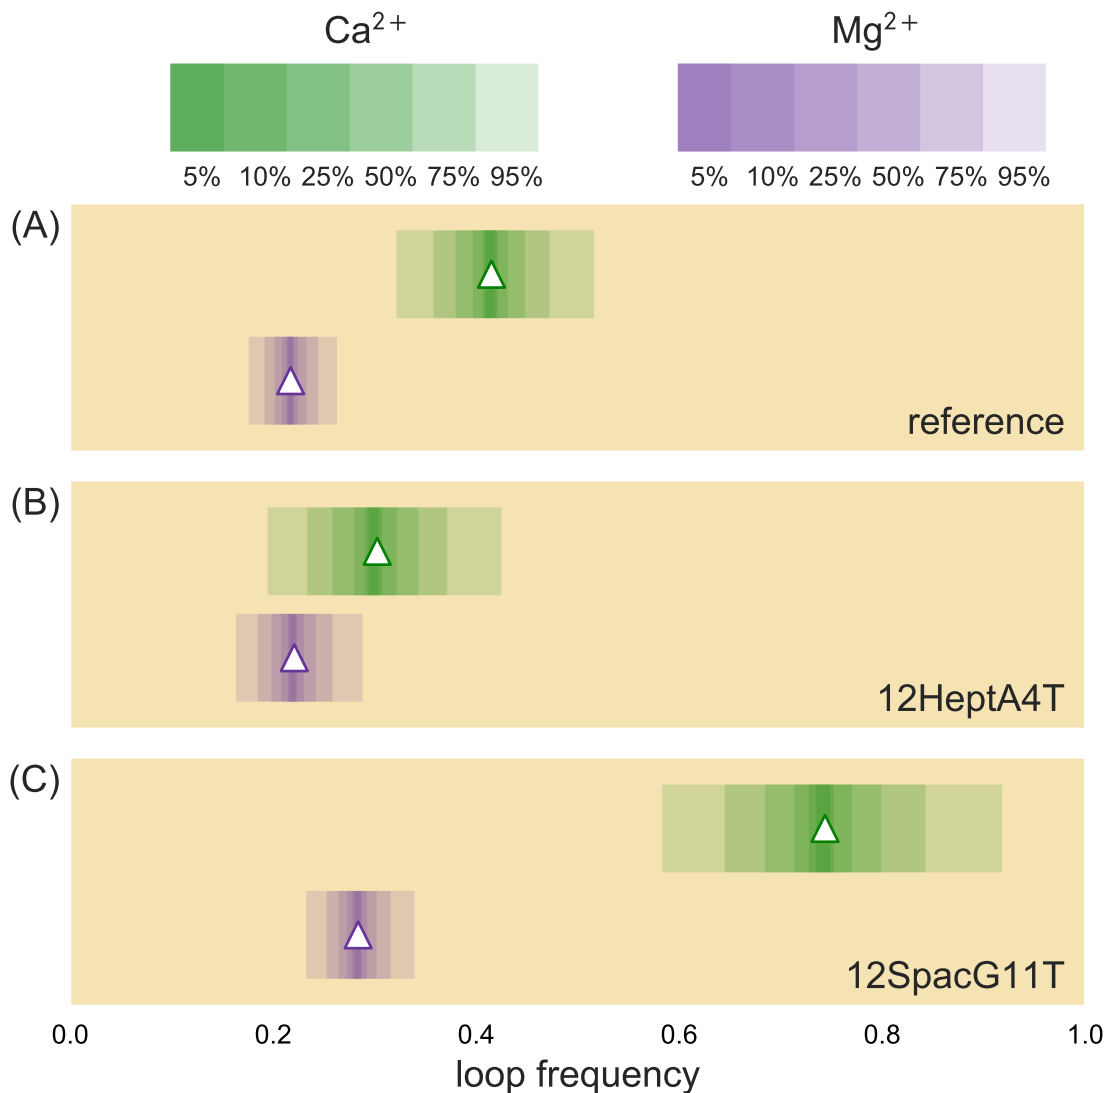 Ca²⁺ Mg²⁺
5% 10% 25% 50% 75% 95% 5% 10% 25% 50% 75% 95%
(A)
reference
(B)
12HeptA4T
(C)
12SpacG11T
0.0 0.2 0.4 0.6 0.8 1.0
loop frequency